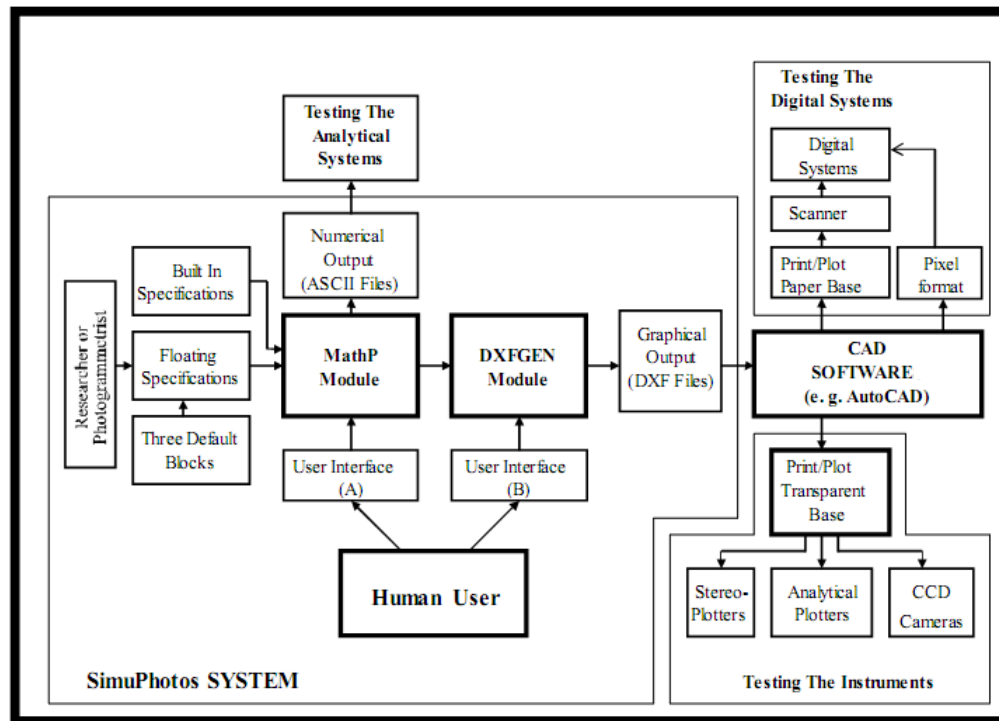 Testing The
Digital Systems
Testing The
Analytical
Systems
Digital
Systems
Scanner
Numerical
Output
(ASCII Files)
Built In
Specifications
Print/Plot
Paper Base
Pixel
format
Researcher or
Photogrammetrist
Floating
Specifications
MathP
Module
DXFGEN
Module
Graphical
Output
(DXF Files)
CAD
SOFTWARE
(e. g. AutoCAD)
Three Default
Blocks
User Interface
(A)
User Interface
(B)
Print/Plot
Transparent
Base
Human User
Stereo-
Plotters
Analytical
Plotters
CCD
Cameras
SimuPhotos SYSTEM
Testing The Instruments